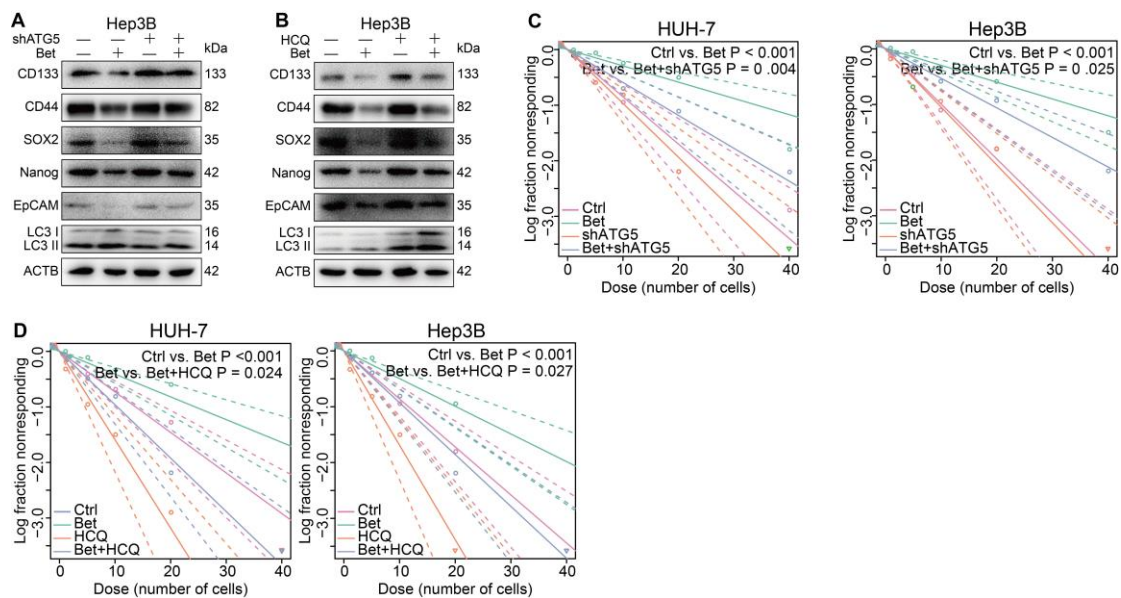 A
Hep3B
shATG5 — — + +
Bet — + — + kDa
CD133 133
CD44 82
SOX2 35
Nanog 42
EpCAM 35
LC3 I 16
LC3 II 14
ACTB 42
B
Hep3B
HCQ — — + +
Bet — + — + kDa
CD133 133
CD44 82
SOX2 35
Nanog 42
EpCAM 35
LC3 I 16
LC3 II 14
ACTB 42
C
HUH-7
Log fraction nonresponding
0.0
-1.0
-2.0
-3.0
Ctrl vs. Bet P < 0.001
Bet vs. Bet+shATG5 P = 0.004
Ctrl
Bet
shATG5
Bet+shATG5
0 10 20 30 40
Dose (number of cells)
Hep3B
Log fraction nonresponding
0.0
-1.0
-2.0
-3.0
Ctrl vs. Bet P < 0.001
Bet vs. Bet+shATG5 P = 0 .025
Ctrl
Bet
shATG5
Bet+shATG5
0 10 20 30 40
Dose (number of cells)
D
HUH-7
Log fraction nonresponding
0.0
-1.0
-2.0
-3.0
Ctrl vs. Bet P <0.001
Bet vs. Bet+HCQ P = 0.024
Ctrl
Bet
HCQ
Bet+HCQ
0 10 20 30 40
Dose (number of cells)
Hep3B
Log fraction nonresponding
0.0
-1.0
-2.0
-3.0
Ctrl vs. Bet P < 0.001
Bet vs. Bet+HCQ P = 0.027
Ctrl
Bet
HCQ
Bet+HCQ
0 10 20 30 40
Dose (number of cells)